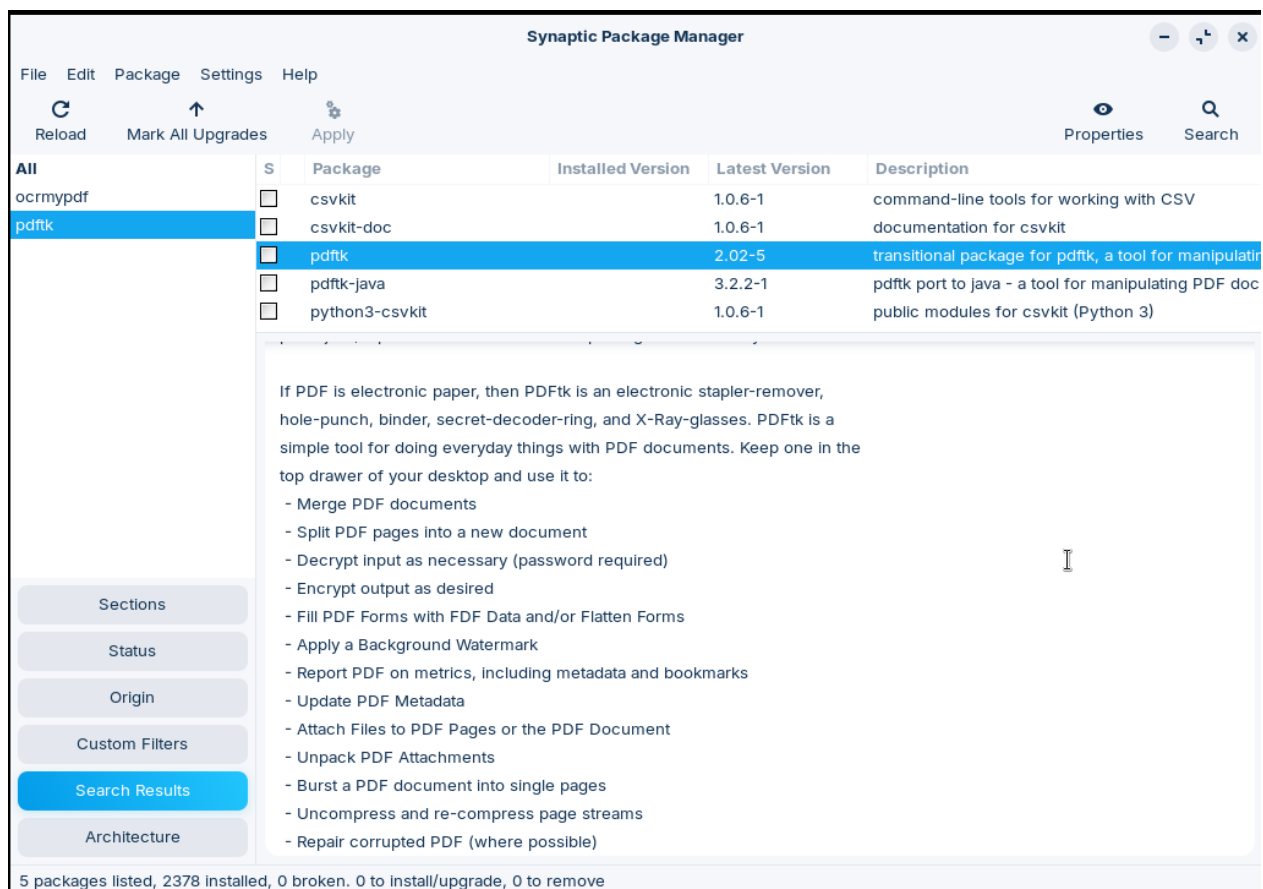 Synaptic Package Manager
File Edit Package Settings Help
Reload Mark All Upgrades Apply Properties Search
All
ocrmypdf
pdftk
S Package Installed Version Latest Version Description
csvkit 1.0.6-1 command-line tools for working with CSV
csvkit-doc 1.0.6-1 documentation for csvkit
pdftk 2.02-5 transitional package for pdftk, a tool for manipulatin
pdftk-java 3.2.2-1 pdftk port to java - a tool for manipulating PDF doc
python3-csvkit 1.0.6-1 public modules for csvkit (Python 3)
If PDF is electronic paper, then PDFtk is an electronic stapler-remover,
hole-punch, binder, secret-decoder-ring, and X-Ray-glasses. PDFtk is a
simple tool for doing everyday things with PDF documents. Keep one in the
top drawer of your desktop and use it to:
- Merge PDF documents
- Split PDF pages into a new document
- Decrypt input as necessary (password required)
- Encrypt output as desired
- Fill PDF Forms with FDF Data and/or Flatten Forms
- Apply a Background Watermark
- Report PDF on metrics, including metadata and bookmarks
- Update PDF Metadata
- Attach Files to PDF Pages or the PDF Document
- Unpack PDF Attachments
- Burst a PDF document into single pages
- Uncompress and re-compress page streams
- Repair corrupted PDF (where possible)
Sections
Status
Origin
Custom Filters
Search Results
Architecture
5 packages listed, 2378 installed, 0 broken. 0 to install/upgrade, 0 to remove